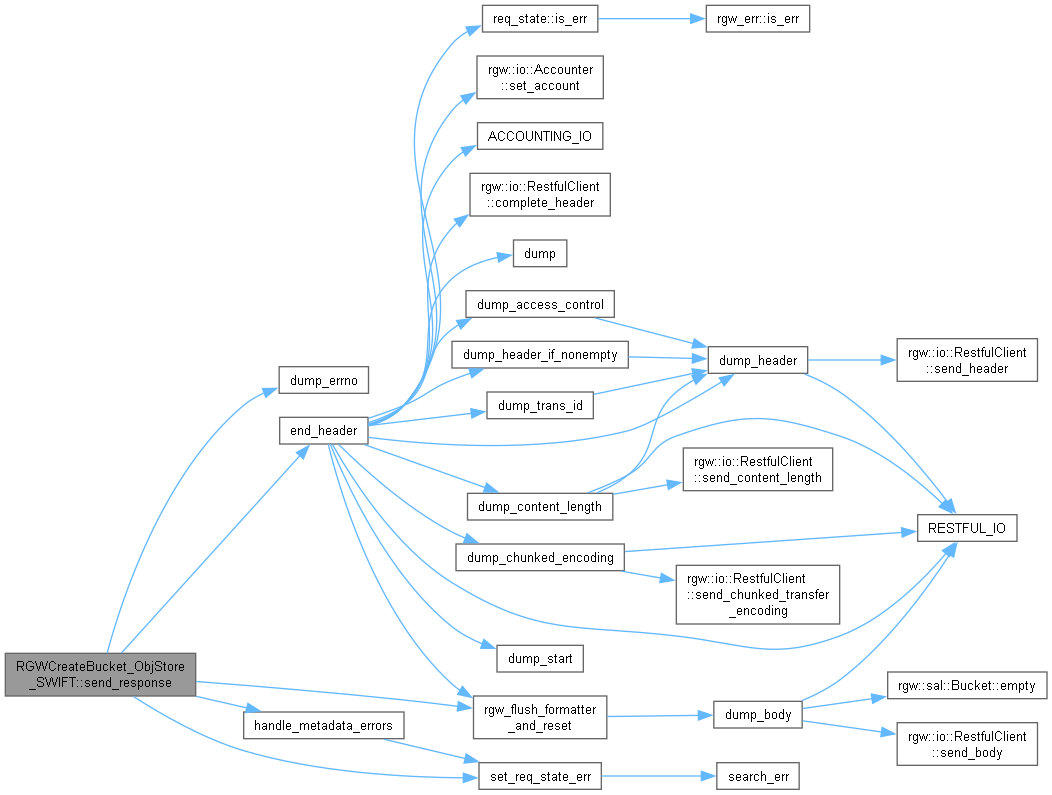 req_state::is_err
rgw_err::is_err
rgw::io::Accounter
::set_account
ACCOUNTING_IO
rgw::io::RestfulClient
::complete_header
dump
dump_access_control
dump_header_if_nonempty
dump_header
rgw::io::RestfulClient
::send_header
dump_errno
dump_trans_id
end_header
rgw::io::RestfulClient
::send_content_length
dump_content_length
RESTFUL_IO
dump_chunked_encoding
rgw::io::RestfulClient
::send_chunked_transfer
_encoding
dump_start
RGWCreateBucket_ObjStore
_SWIFT::send_response
rgw::sal::Bucket::empty
rgw_flush_formatter
_and_reset
dump_body
handle_metadata_errors
rgw::io::RestfulClient
::send_body
set_req_state_err
search_err